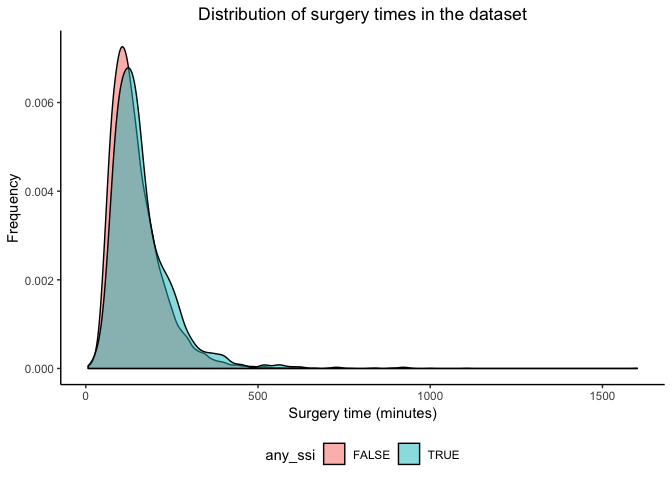 Distribution of surgery times in the dataset
Frequency
0.006
0.004
0.002
0.000
0 500 1000 1500
Surgery time (minutes)
any_ssi FALSE TRUE